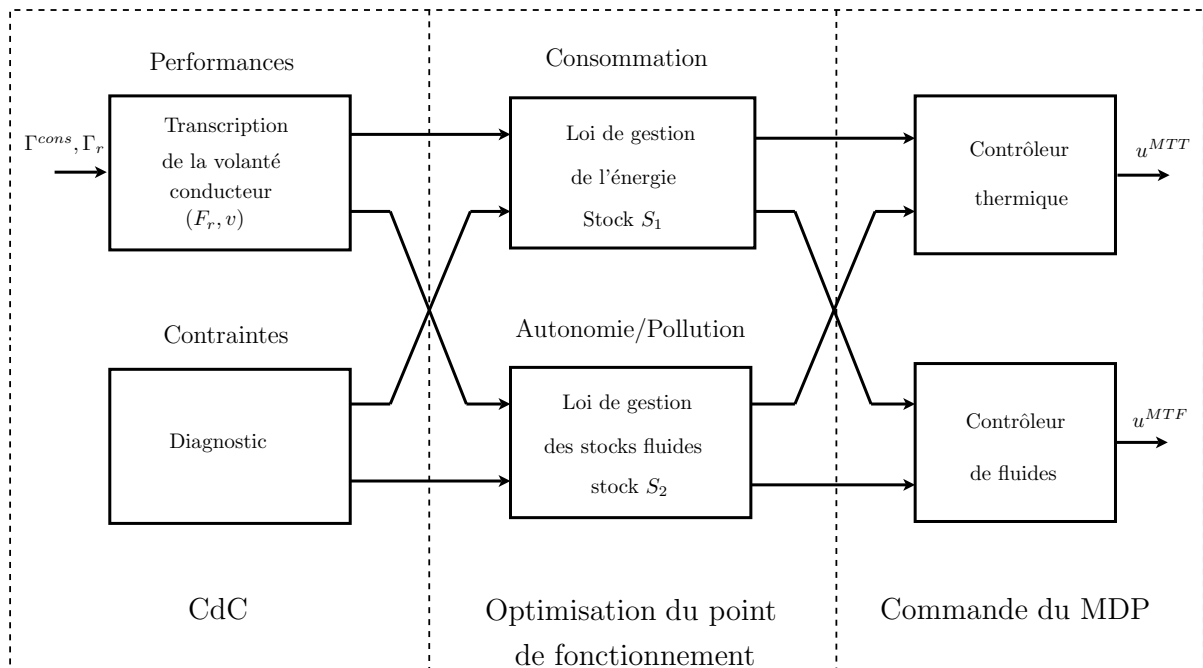 Performances
Γ^{cons}, Γ_r
Transcription
de la volanté
conducteur
(F_r, v)
Contraintes
Diagnostic
CdC
Consommation
Loi de gestion
de l'énergie
Stock S_1
Autonomie/Pollution
Loi de gestion
des stocks fluides
stock S_2
Optimisation du point
de fonctionnement
Contrôleur
thermique
u^{MTT}
Contrôleur
de fluides
u^{MTF}
Commande du MDP